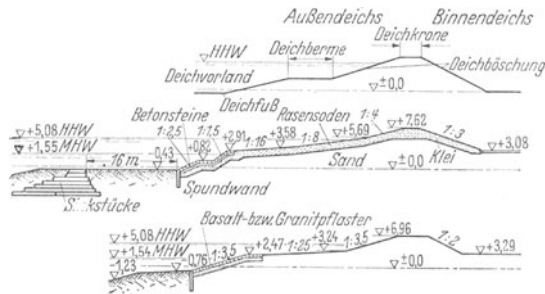 Außendeichs Binnendeichs
Deichkrone
HHW Deichberme
Deichvorland Deichböschung
±0,0
Deichfuß
Betonsteine Rasensoden
+5,08 HHW 1:2,5 1:1,5 +2,91 1:16 +3,58 1:8 +5,69 1:4 +7,62 1:3
+1,55 MHW +0,82 +3,08
16 m -0,43 Sand Klei
±0,0
Spundwand
Basalt- bzw. Granitpflaster
+5,08 HHW +6,96
+1,54 MHW 1:3,5 +2,47 1:25 +3,24 1:3,5 1:2 +3,29
-1,23 -0,76
±0,0